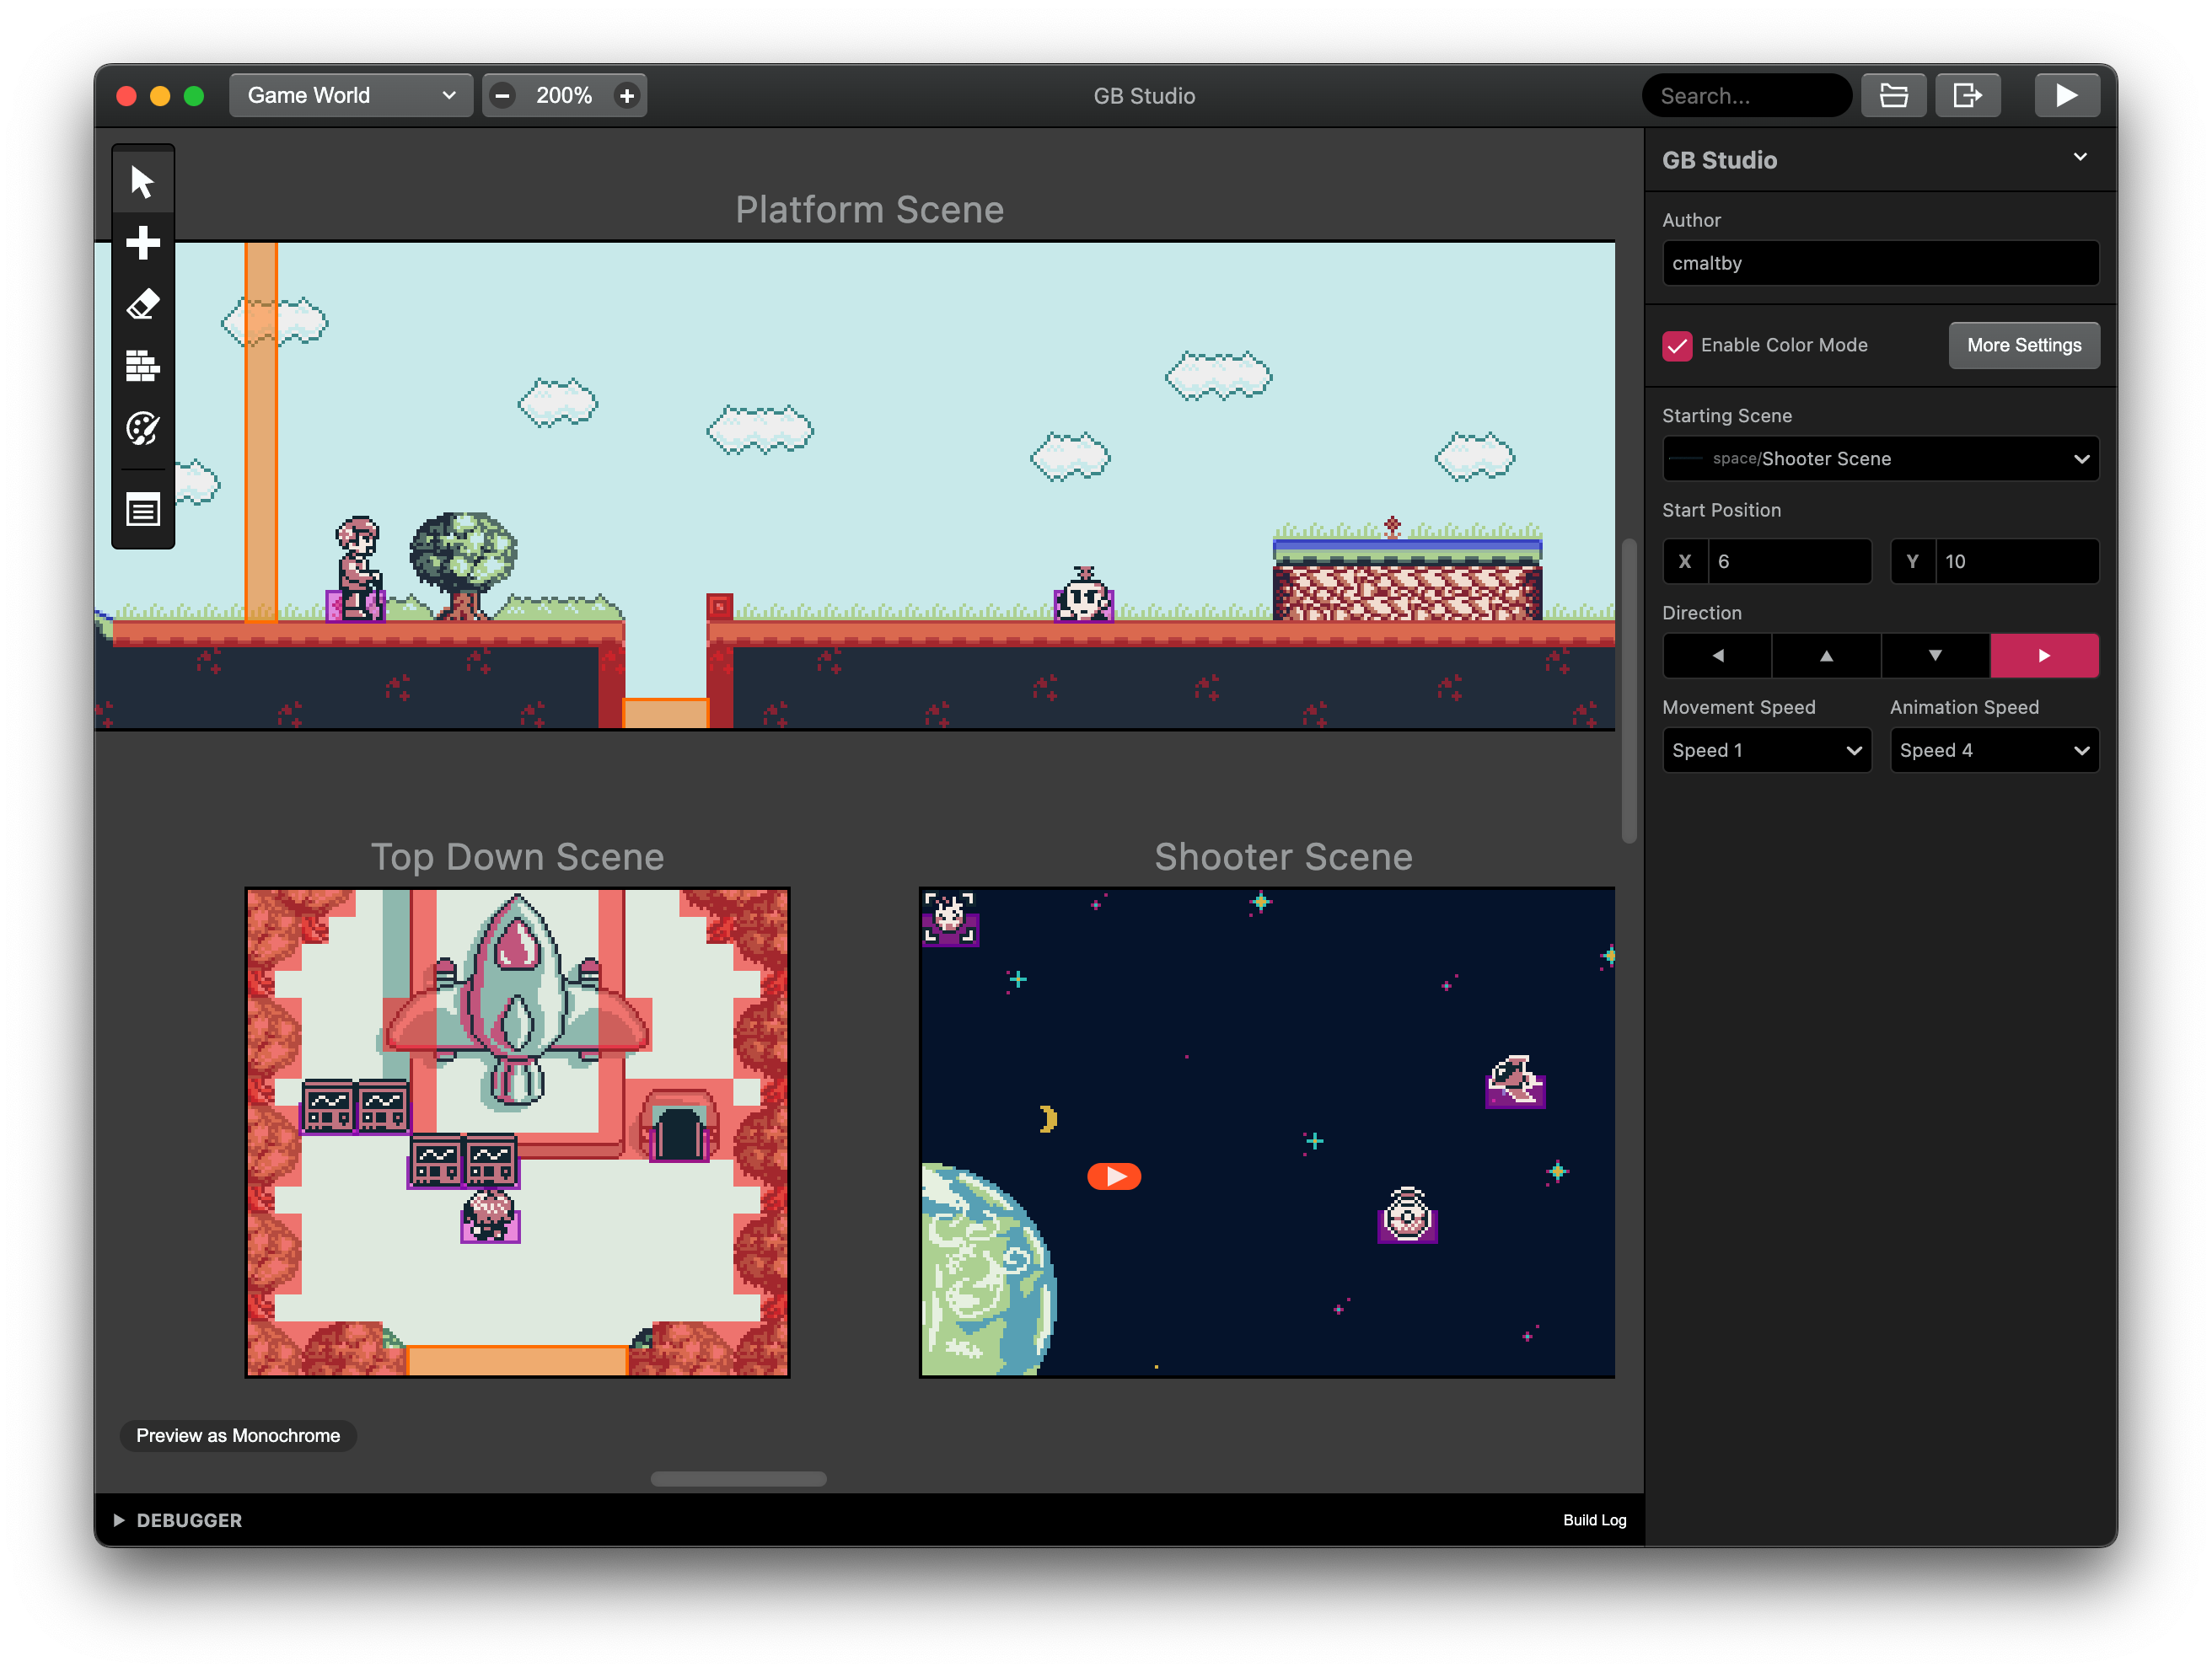 Game World
200%
GB Studio
Search...
GB Studio
Author
cmaltby
Enable Color Mode
More Settings
Starting Scene
space/Shooter Scene
Start Position
X 6 Y 10
Direction
Movement Speed Animation Speed
Speed 1 Speed 4
Platform Scene
Top Down Scene Shooter Scene
Preview as Monochrome
DEBUGGER
Build Log